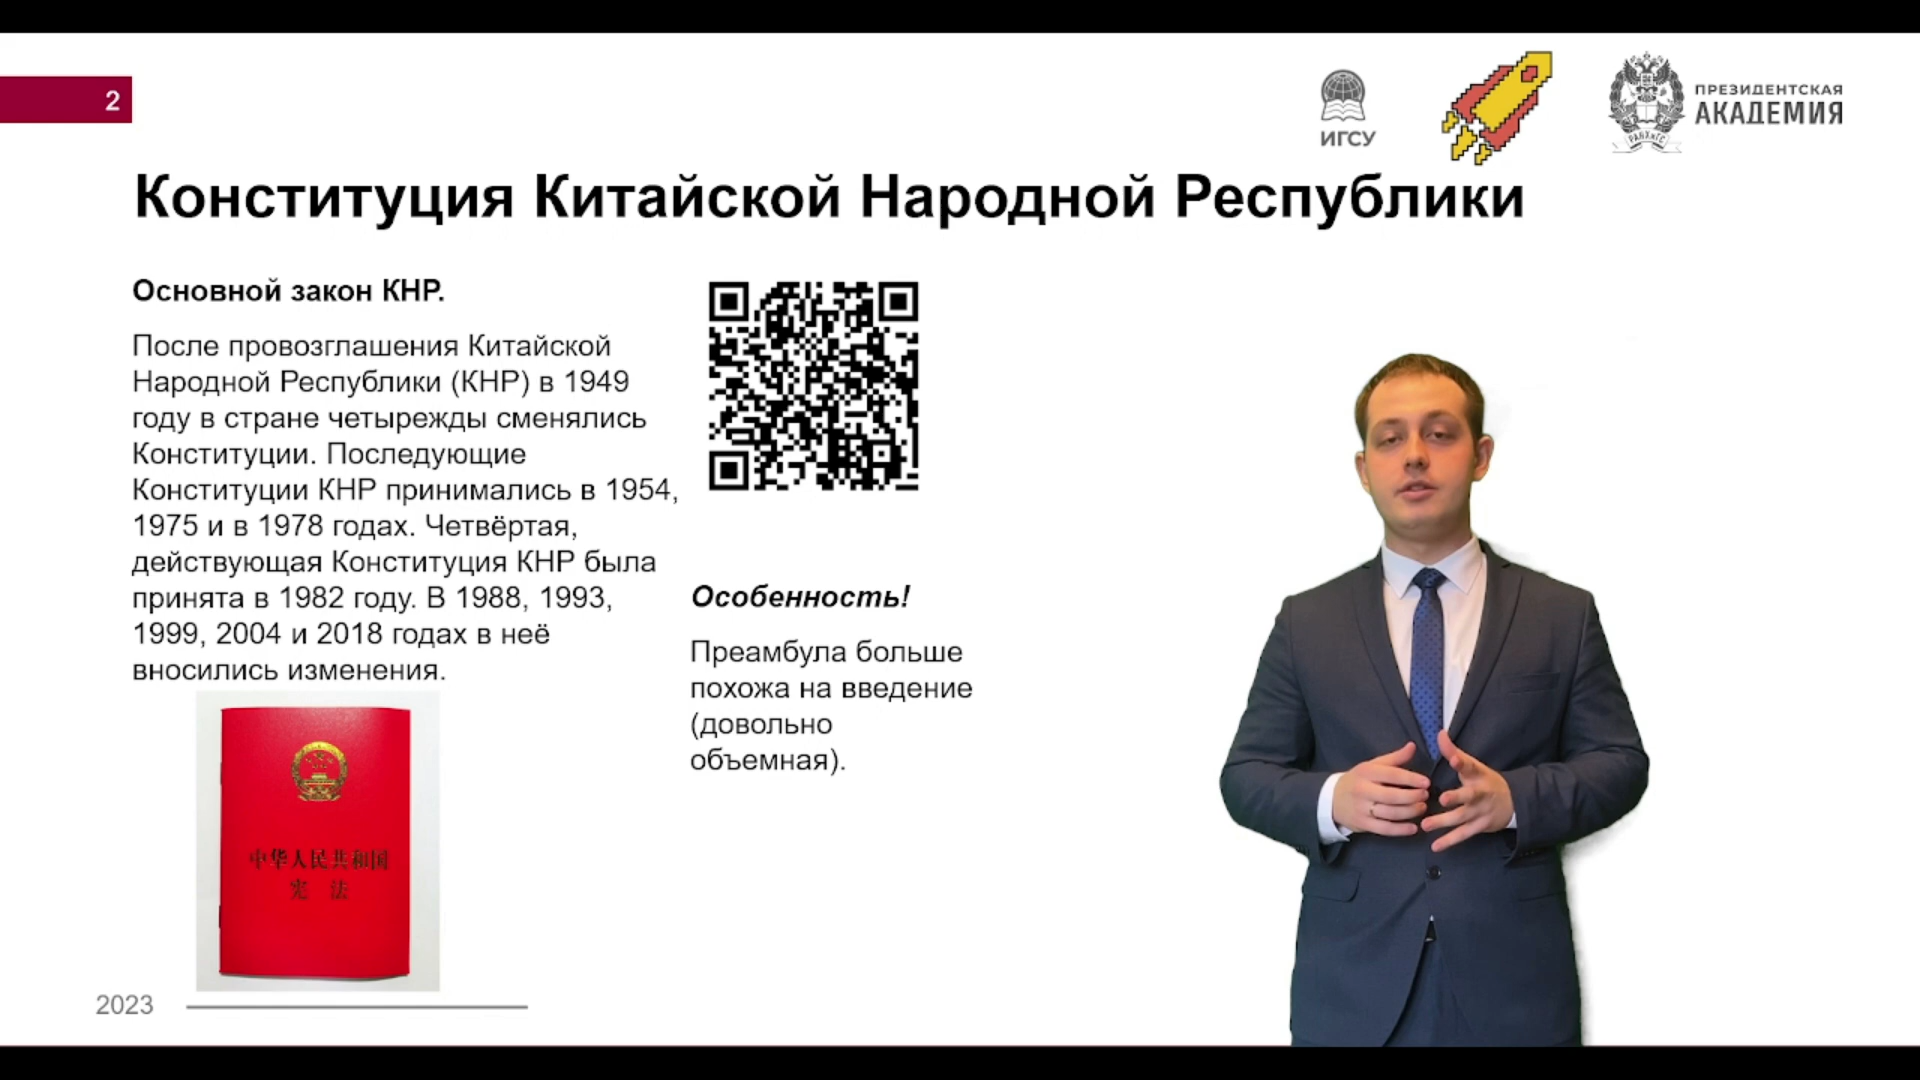 2
ИГСУ
ПРЕЗИДЕНТСКАЯ
АКАДЕМИЯ
РАНХиГС
Конституция Китайской Народной Республики
Основной закон КНР.
После провозглашения Китайской
Народной Республики (КНР) в 1949
году в стране четырежды сменялись
Конституции. Последующие
Конституции КНР принимались в 1954,
1975 и в 1978 годах. Четвёртая,
действующая Конституция КНР была
принята в 1982 году. В 1988, 1993,
1999, 2004 и 2018 годах в неё
вносились изменения.
Особенность!
Преамбула больше
похожа на введение
(довольно
объемная).
中华人民共和国
宪 法
2023